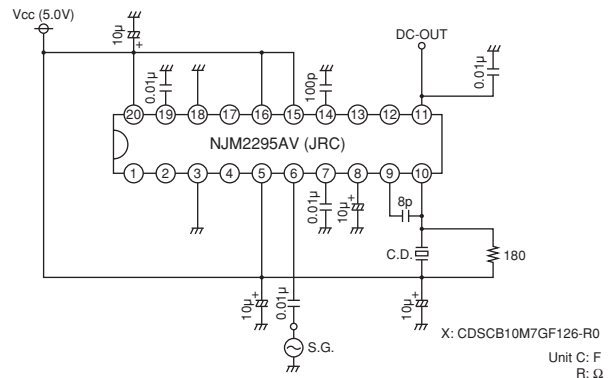 Vcc (5.0V)
10µ
+
DC-OUT
0.01µ
0.01µ
100p
20 19 18 17 16 15 14 13 12 11
NJM2295AV (JRC)
1 2 3 4 5 6 7 8 9 10
0.01µ
10µ
+
8p
C.D.
180
10µ
+
0.01µ
10µ
+
S.G.
X: CDSCB10M7GF126-R0
Unit C: F
R: Ω